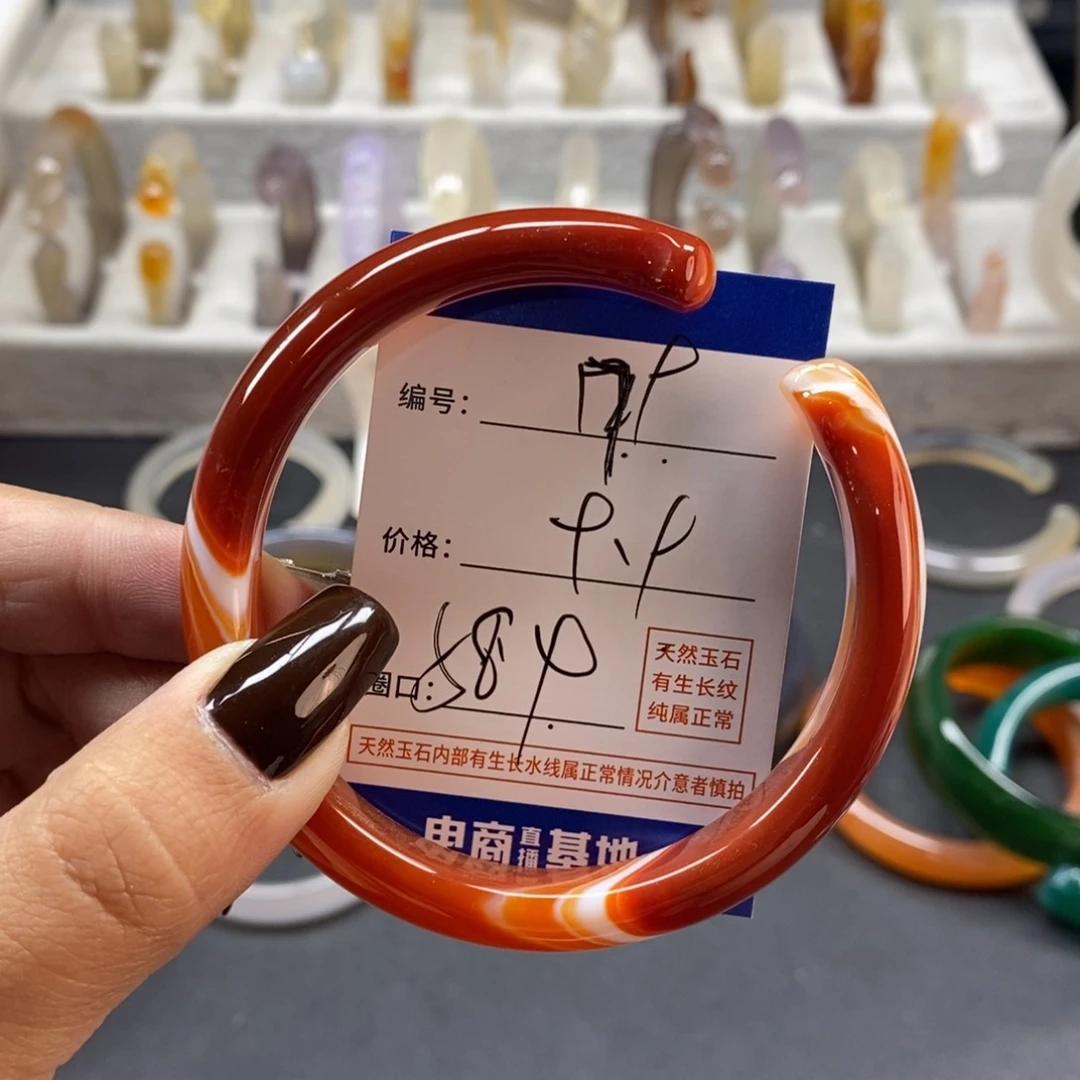 编号：
价格：
圈口：58
天然玉石
有生长纹
纯属正常
天然玉石内部有生长水线属正常情况介意者慎拍
电商直播基地